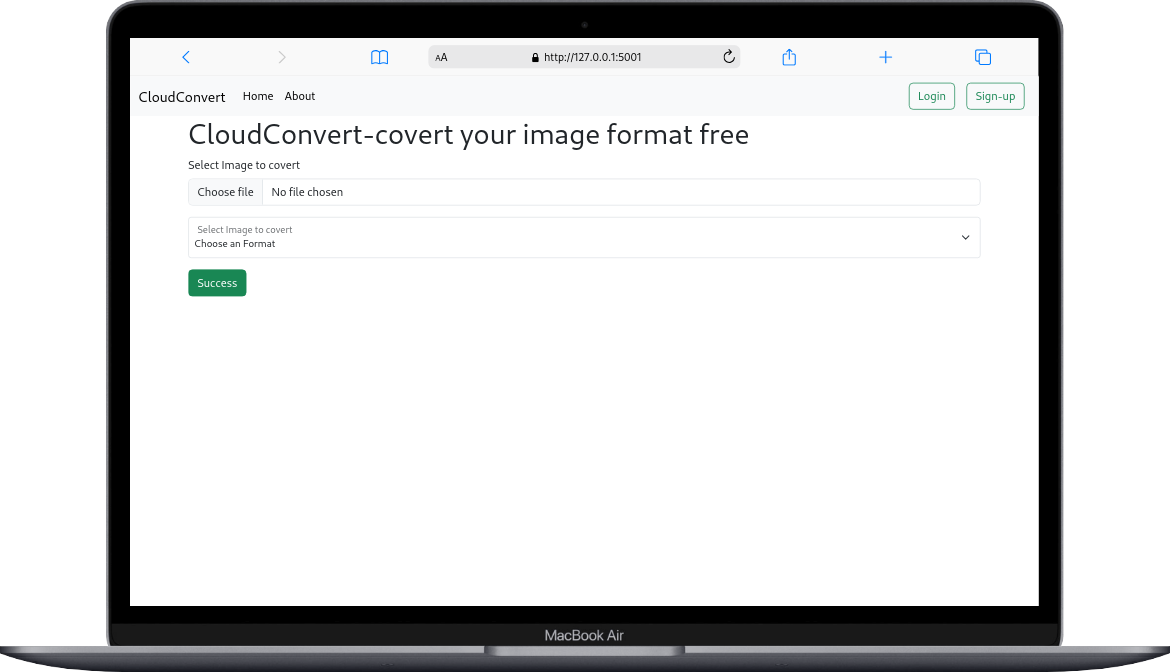 AA http://127.0.0.1:5001
CloudConvert Home About Login Sign-up
CloudConvert-covert your image format free
Select Image to covert
Choose file No file chosen
Select Image to covert
Choose an Format
Success
MacBook Air